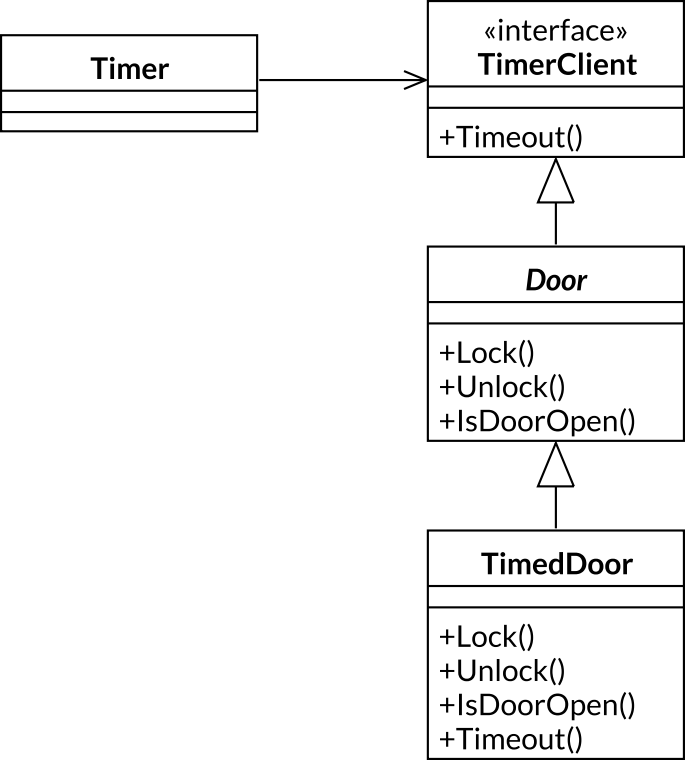 Timer
«interface»
TimerClient
+Timeout()
Door
+Lock()
+Unlock()
+IsDoorOpen()
TimedDoor
+Lock()
+Unlock()
+IsDoorOpen()
+Timeout()